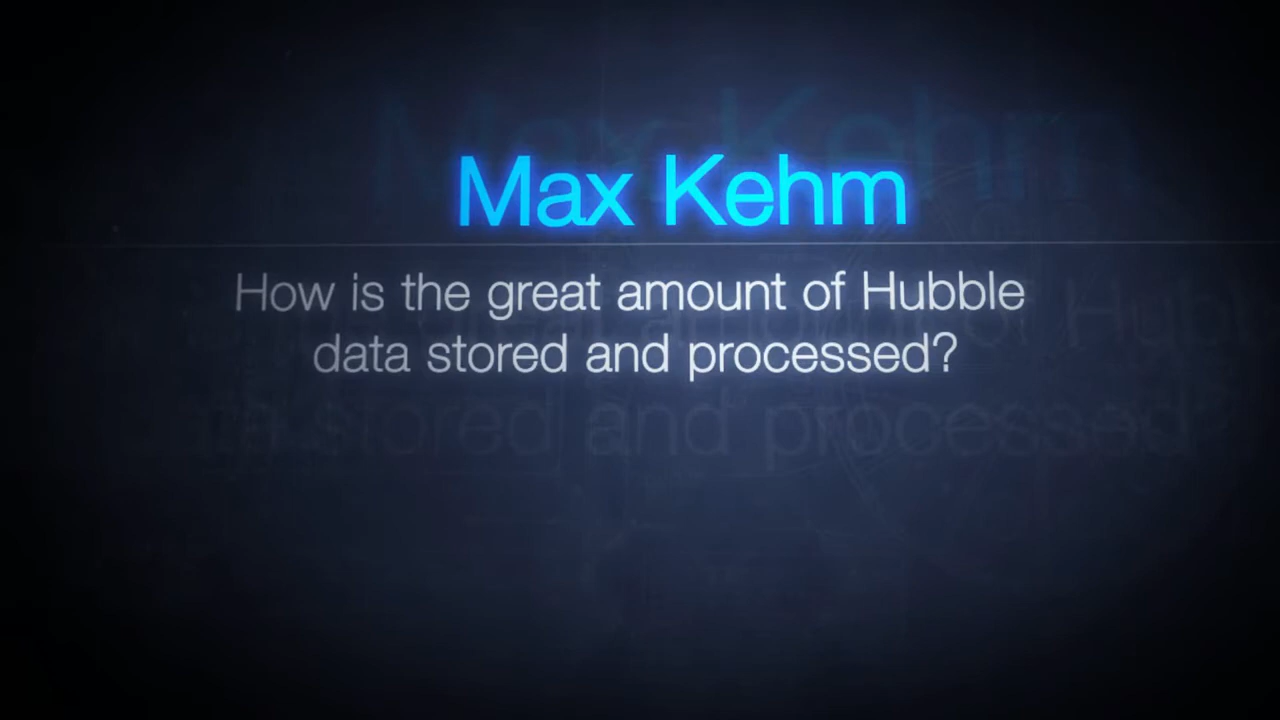 Max Kehm
How is the great amount of Hubble
data stored and processed?